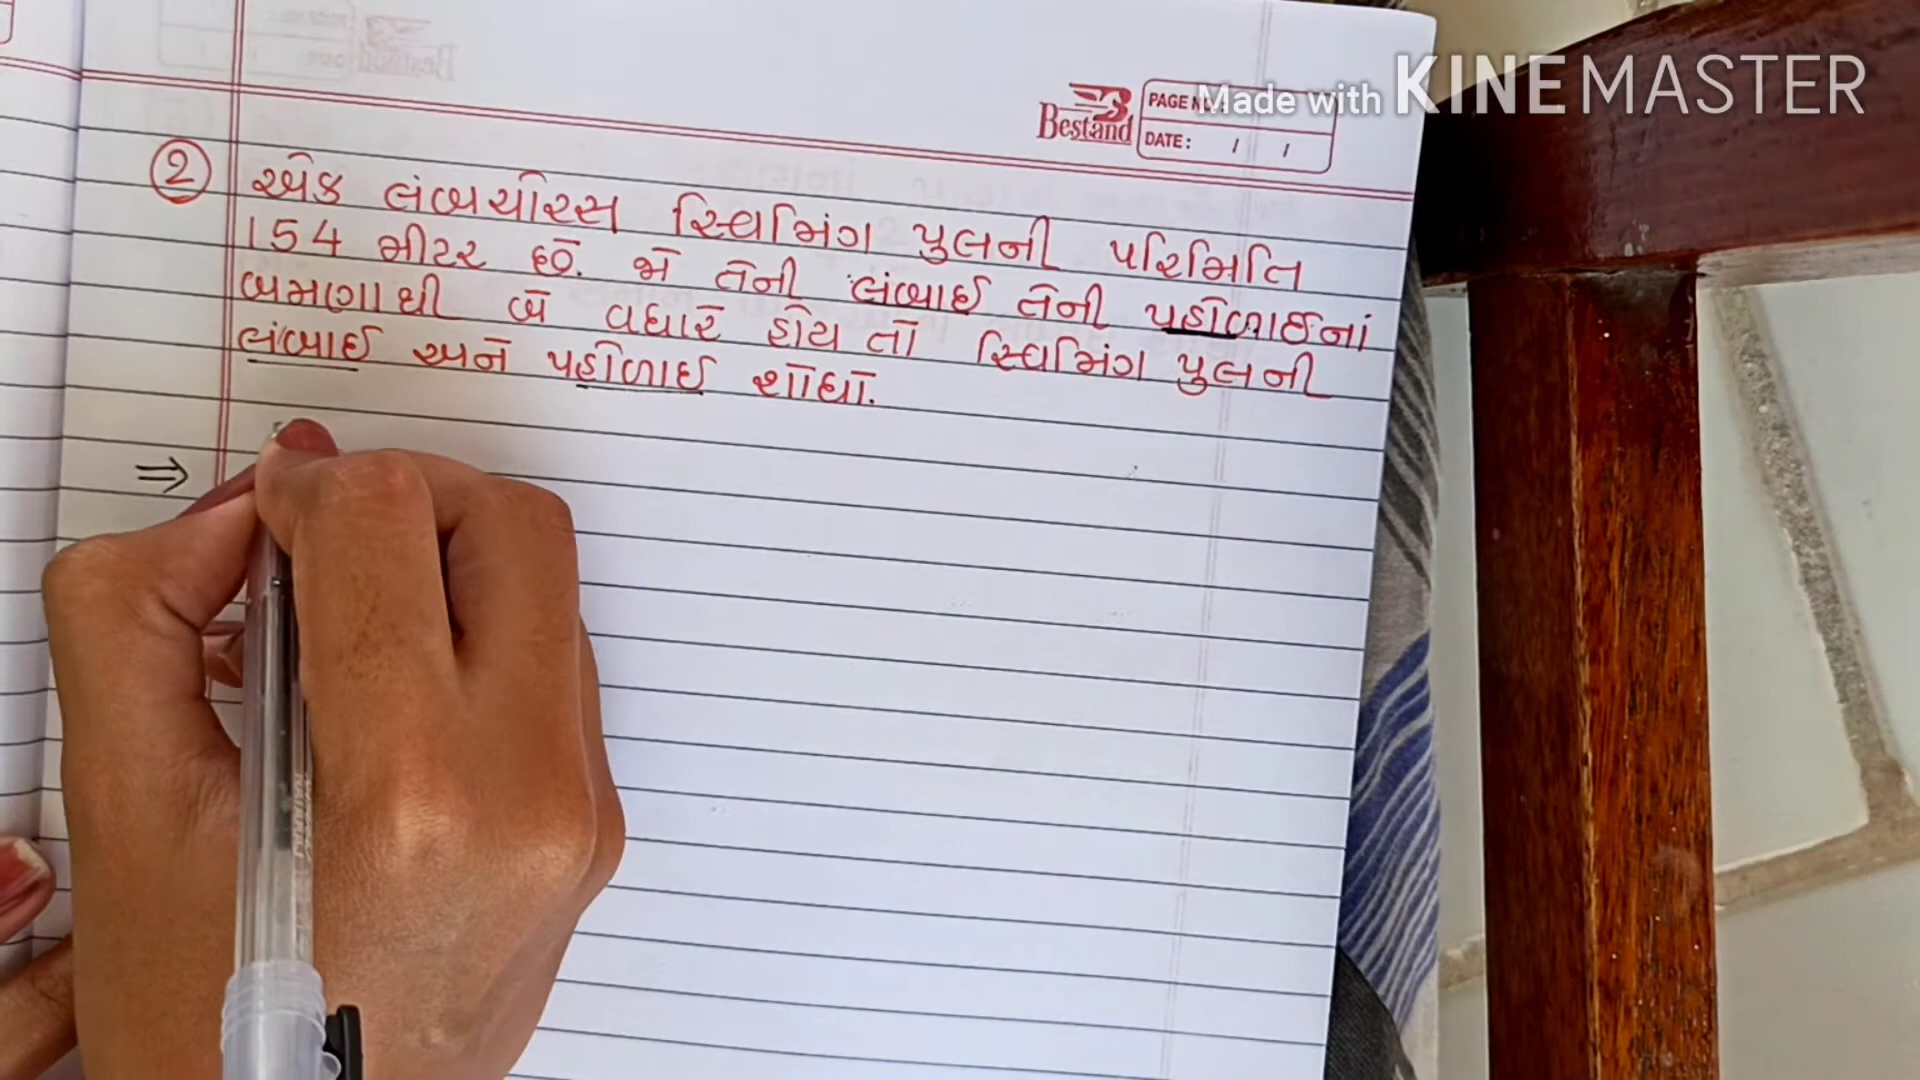 Made with KINEMASTER
Bestand
PAGE NO.:
DATE: / /
2 એક લંબચોરસ સ્વિમિંગ પુલની પરિમિતિ
154 મીટર છે. જો તેની લંબાઈ તેની પહોળાઈનાં
બમણાથી બે વધારે હોય તો સ્વિમિંગ પુલની
લંબાઈ અને પહોળાઈ શોધો.
⇒